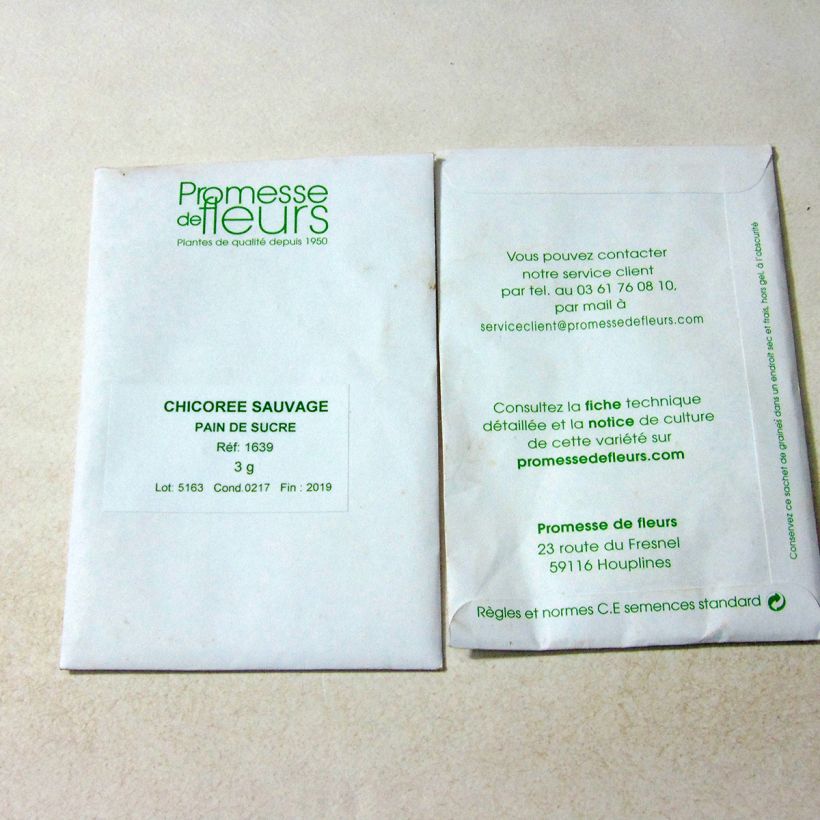 Promesse
de fleurs
Plantes de qualité depuis 1950
CHICOREE SAUVAGE
PAIN DE SUCRE
Réf: 1639
3 g
Lot: 5163 Cond.0217 Fin : 2019
Vous pouvez contacter
notre service client
par tel. au 03 61 76 08 10,
par mail à
serviceclient@promessedefleurs.com
Consultez la fiche technique
détaillée et la notice de culture
de cette variété sur
promessedefleurs.com
Promesse de fleurs
23 route du Fresnel
59116 Houplines
Règles et normes C.E semences standard
Conservez ce sachet de graines dans un endroit sec et frais, hors gel, à l'obscurité